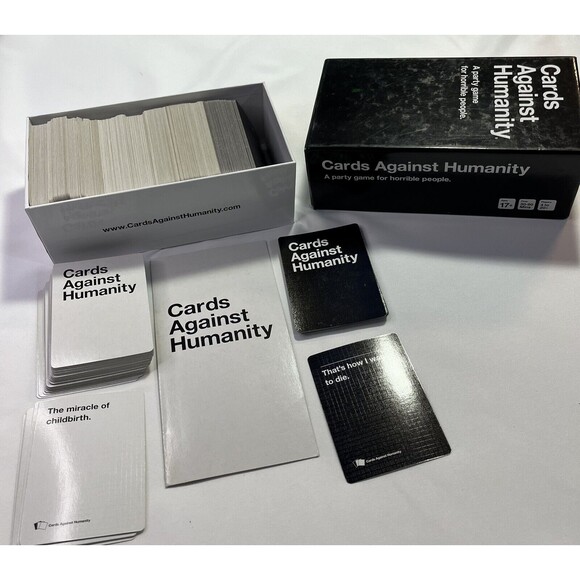 Cards
Against
Humanity
A party game
for horrible people.
Cards Against Humanity
A party game for horrible people.
17+
www.CardsAgainstHumanity.com
Cards
Against
Humanity
Cards
Against
Humanity
Cards
Against
Humanity
That's how I
to die.
Cards Against Humanity
The miracle of
childbirth.
Cards Against Humanity